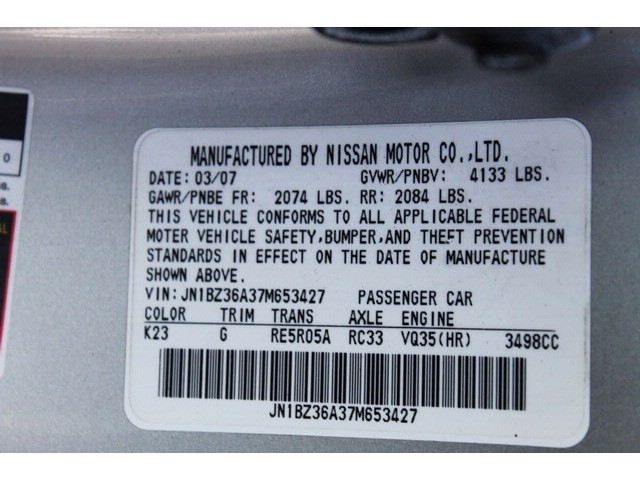 MANUFACTURED BY NISSAN MOTOR CO.,LTD.
DATE: 03/07 GVWR/PNBV: 4133 LBS.
GAWR/PNBE FR: 2074 LBS. RR: 2084 LBS.
THIS VEHICLE CONFORMS TO ALL APPLICABLE FEDERAL
MOTER VEHICLE SAFETY,BUMPER,AND THEFT PREVENTION
STANDARDS IN EFFECT ON THE DATE OF MANUFACTURE
SHOWN ABOVE.
VIN: JN1BZ36A37M653427 PASSENGER CAR
COLOR TRIM TRANS AXLE ENGINE
K23 G RE5R05A RC33 VQ35(HR) 3498CC
JN1BZ36A37M653427
0